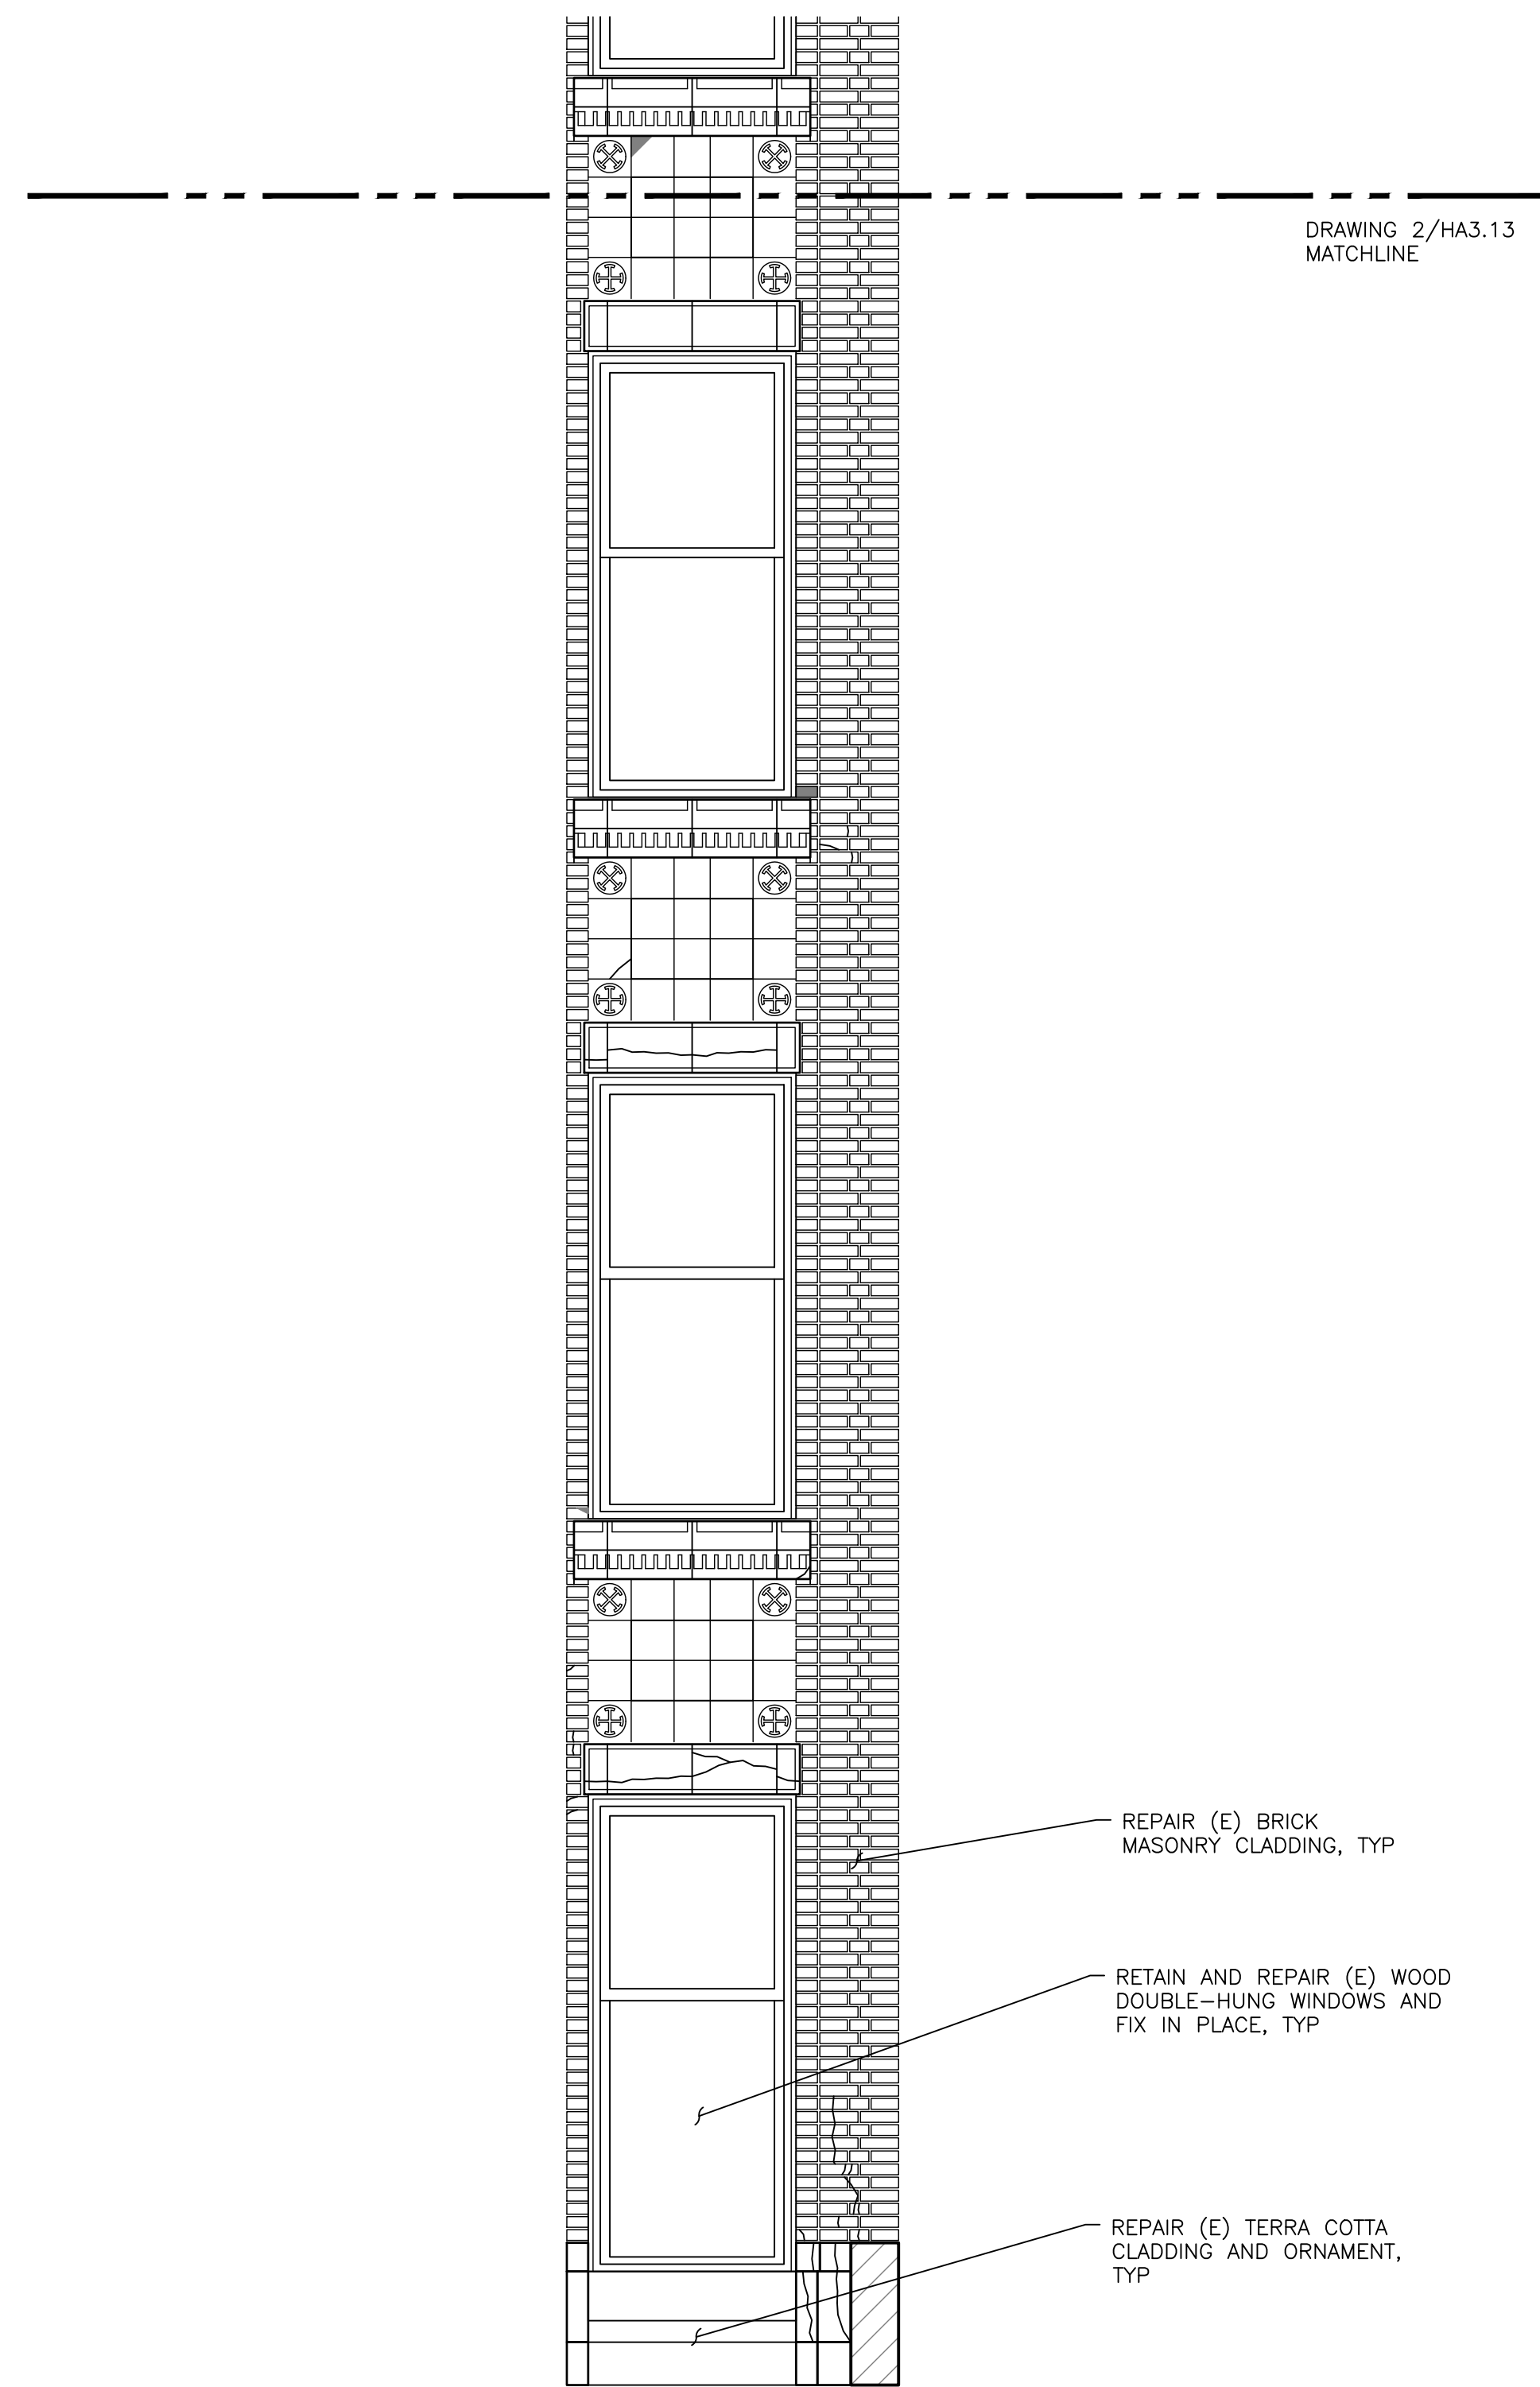 DRAWING 2/HA3.13
MATCHLINE
REPAIR (E) BRICK
MASONRY CLADDING, TYP
RETAIN AND REPAIR (E) WOOD
DOUBLE-HUNG WINDOWS AND
FIX IN PLACE, TYP
REPAIR (E) TERRA COTTA
CLADDING AND ORNAMENT,
TYP